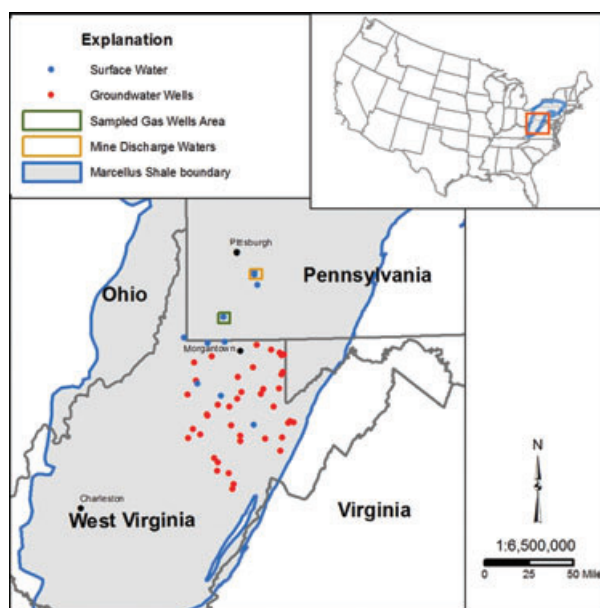 Explanation
Surface Water
Groundwater Wells
Sampled Gas Wells Area
Mine Discharge Waters
Marcellus Shale boundary
Pittsburgh
Pennsylvania
Ohio
Morgantown
Charleston
West Virginia
Virginia
N
S
1:6,500,000
0 25 50 Mile